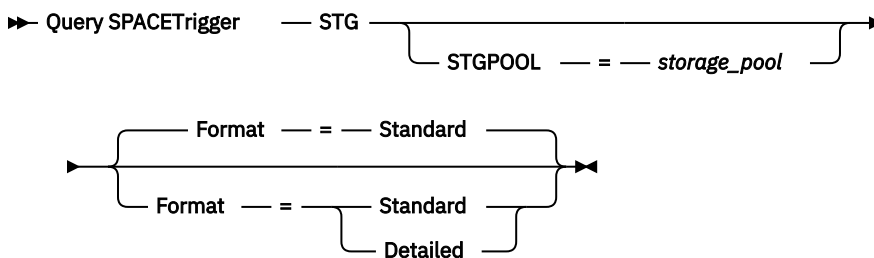 Query SPACETrigger STG
STGPOOL = storage_pool
Format = Standard
Format = Standard
Detailed